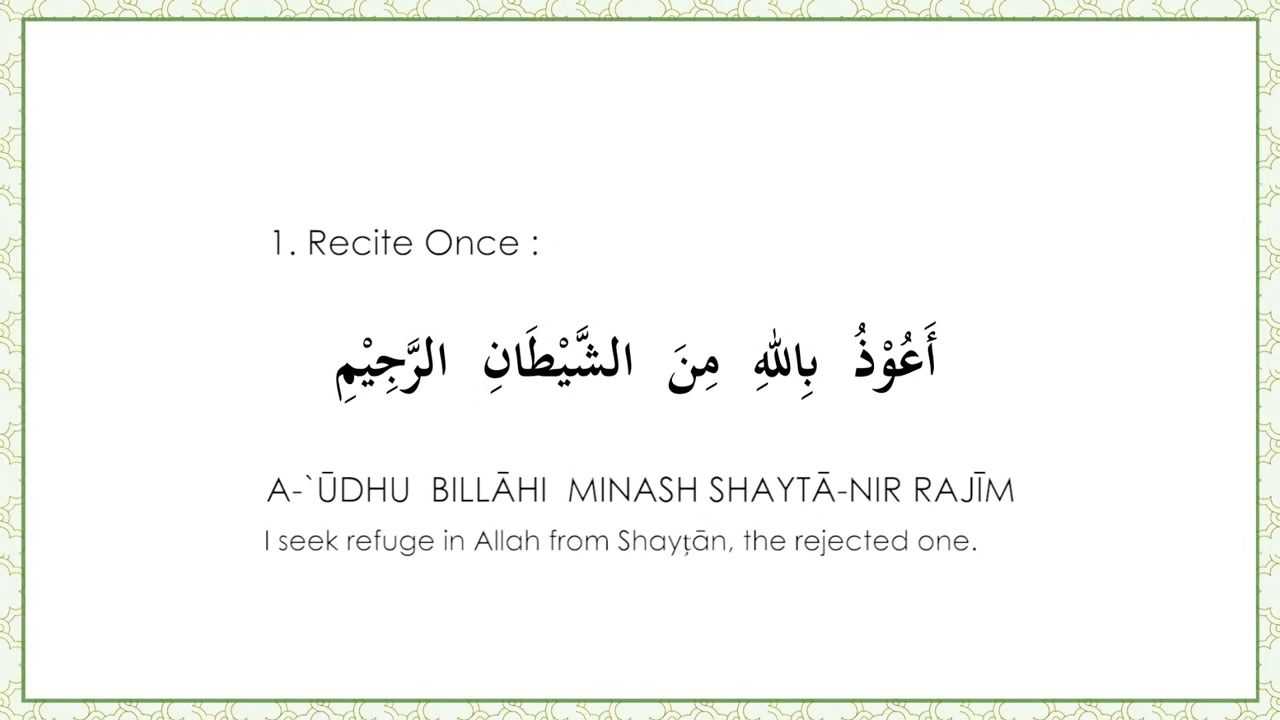 1. Recite Once :
أَعُوْذُ بِاللهِ مِنَ الشَّيْطَانِ الرَّجِيْمِ
A-`ŪDHU BILLĀHI MINASH SHAYTĀ-NIR RAJĪM
I seek refuge in Allah from Shayṭān, the rejected one.